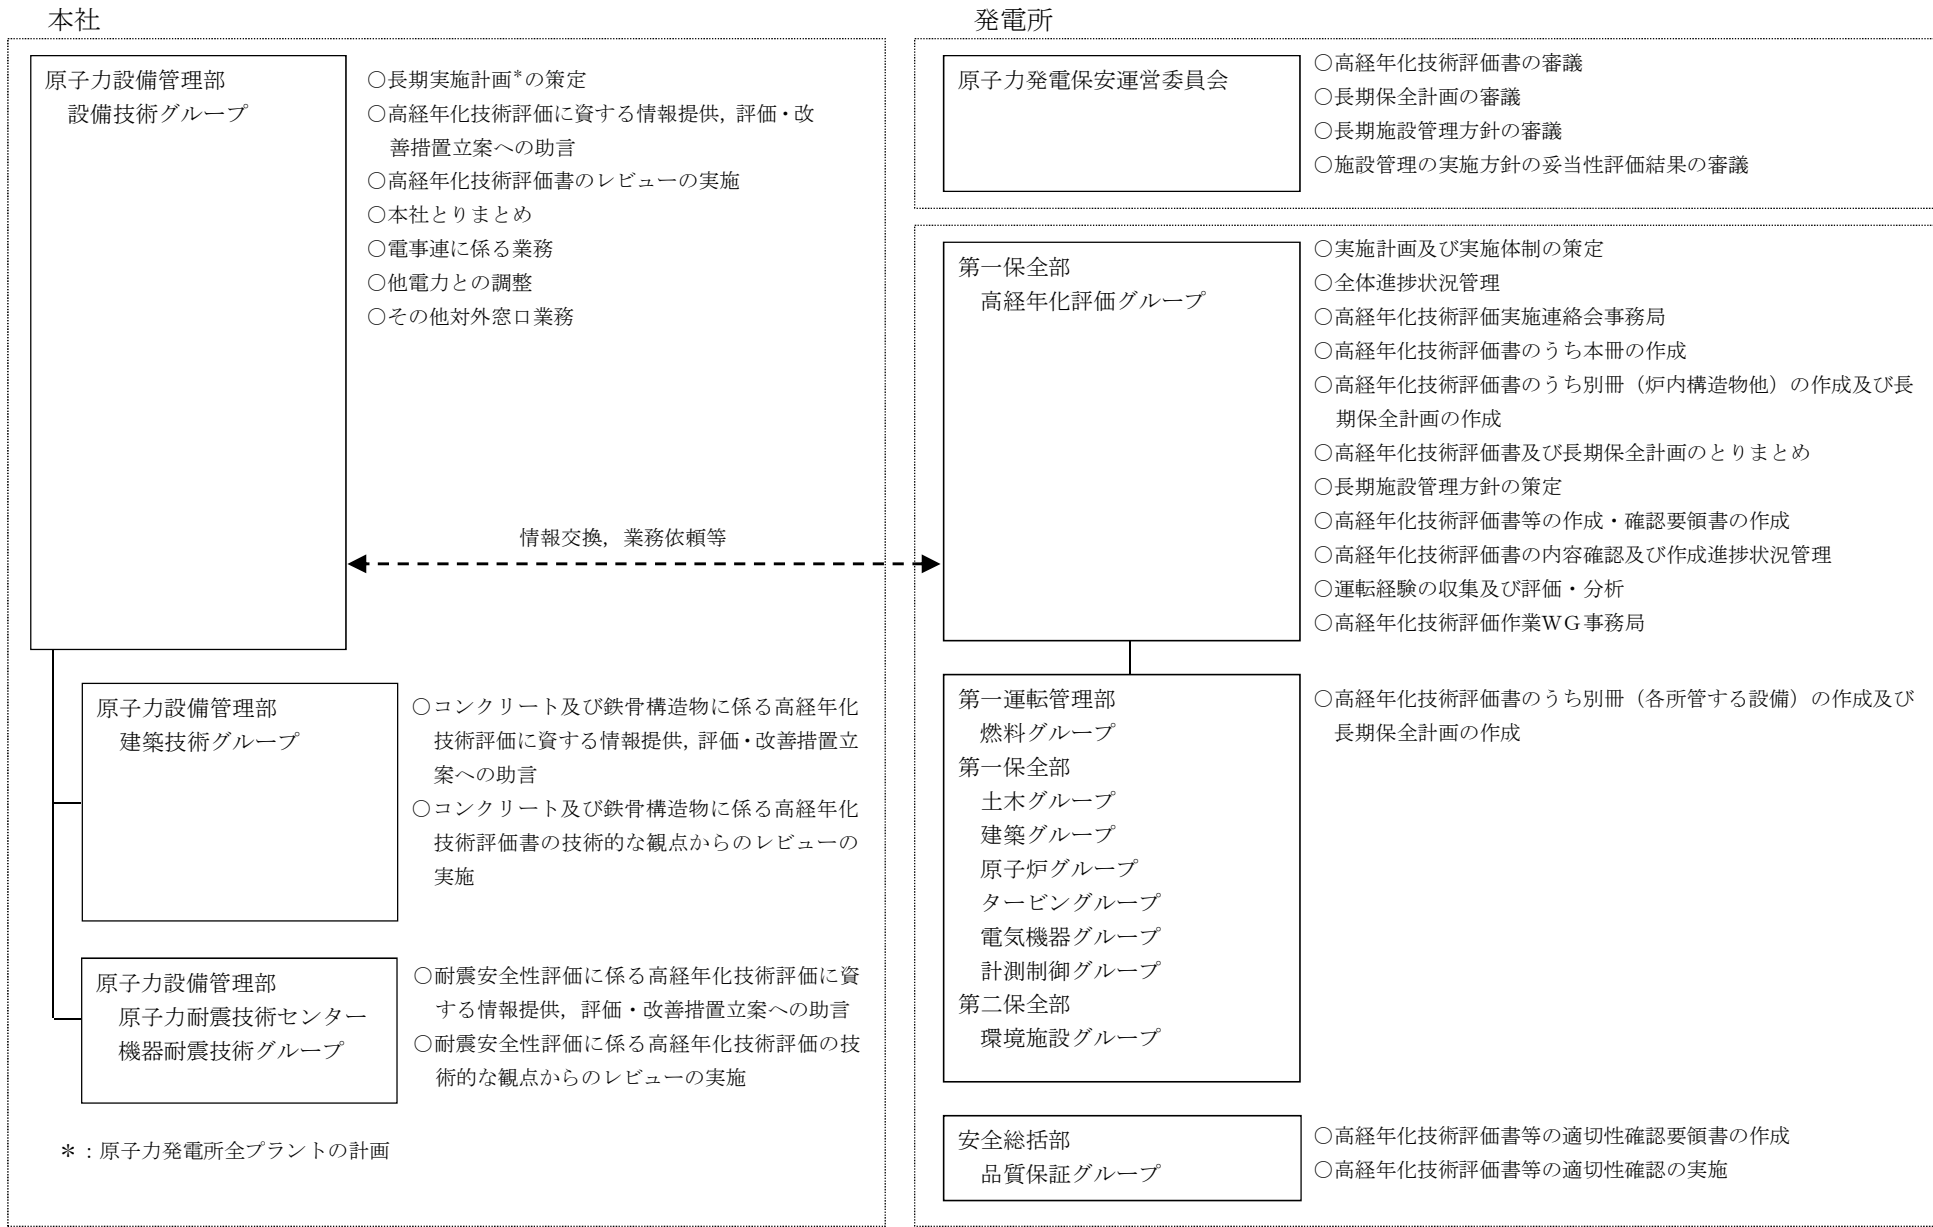 本社
原子力設備管理部
設備技術グループ
○長期実施計画*の策定
○高経年化技術評価に資する情報提供，評価・改
善措置立案への助言
○高経年化技術評価書のレビューの実施
○本社とりまとめ
○電事連に係る業務
○他電力との調整
○その他対外窓口業務
情報交換，業務依頼等
原子力設備管理部
建築技術グループ
○コンクリート及び鉄骨構造物に係る高経年化
技術評価に資する情報提供，評価・改善措置立
案への助言
○コンクリート及び鉄骨構造物に係る高経年化
技術評価書の技術的な観点からのレビューの
実施
原子力設備管理部
原子力耐震技術センター
機器耐震技術グループ
○耐震安全性評価に係る高経年化技術評価に資
する情報提供，評価・改善措置立案への助言
○耐震安全性評価に係る高経年化技術評価の技
術的な観点からのレビューの実施
＊：原子力発電所全プラントの計画
発電所
原子力発電保安運営委員会
○高経年化技術評価書の審議
○長期保全計画の審議
○長期施設管理方針の審議
○施設管理の実施方針の妥当性評価結果の審議
第一保全部
高経年化評価グループ
○実施計画及び実施体制の策定
○全体進捗状況管理
○高経年化技術評価実施連絡会事務局
○高経年化技術評価書のうち本冊の作成
○高経年化技術評価書のうち別冊（炉内構造物他）の作成及び長
期保全計画の作成
○高経年化技術評価書及び長期保全計画のとりまとめ
○長期施設管理方針の策定
○高経年化技術評価書等の作成・確認要領書の作成
○高経年化技術評価書の内容確認及び作成進捗状況管理
○運転経験の収集及び評価・分析
○高経年化技術評価作業WG事務局
第一運転管理部
燃料グループ
第一保全部
土木グループ
建築グループ
原子炉グループ
タービングループ
電気機器グループ
計測制御グループ
第二保全部
環境施設グループ
○高経年化技術評価書のうち別冊（各所管する設備）の作成及び
長期保全計画の作成
安全総括部
品質保証グループ
○高経年化技術評価書等の適切性確認要領書の作成
○高経年化技術評価書等の適切性確認の実施